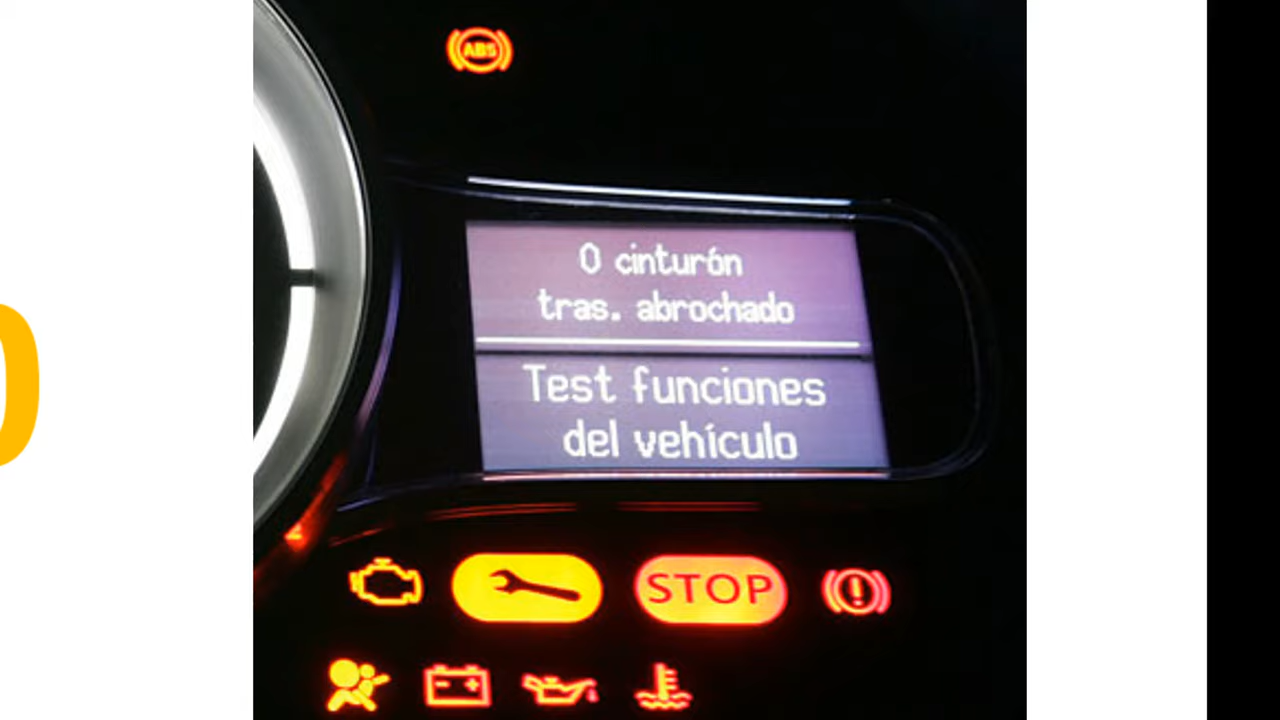 ABS
0 cinturón
tras. abrochado
Test funciones
del vehículo
STOP